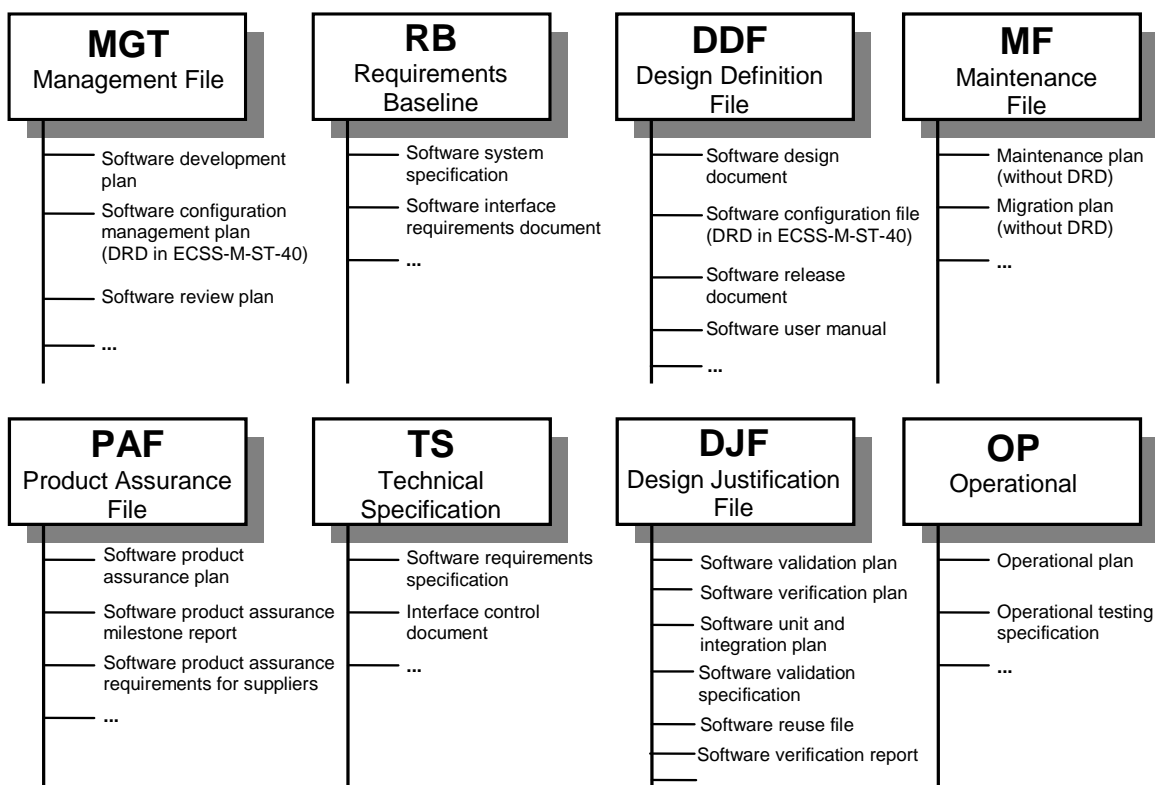 MGT
Management File
Software development
plan
Software configuration
management plan
(DRD in ECSS-M-ST-40)
Software review plan
...
RB
Requirements
Baseline
Software system
specification
Software interface
requirements document
...
DDF
Design Definition
File
Software design
document
Software configuration file
(DRD in ECSS-M-ST-40)
Software release
document
Software user manual
...
MF
Maintenance
File
Maintenance plan
(without DRD)
Migration plan
(without DRD)
...
PAF
Product Assurance
File
Software product
assurance plan
Software product assurance
milestone report
Software product assurance
requirements for suppliers
...
TS
Technical
Specification
Software requirements
specification
Interface control
document
...
DJF
Design Justification
File
Software validation plan
Software verification plan
Software unit and
integration plan
Software validation
specification
Software reuse file
Software verification report
OP
Operational
Operational plan
Operational testing
specification
...